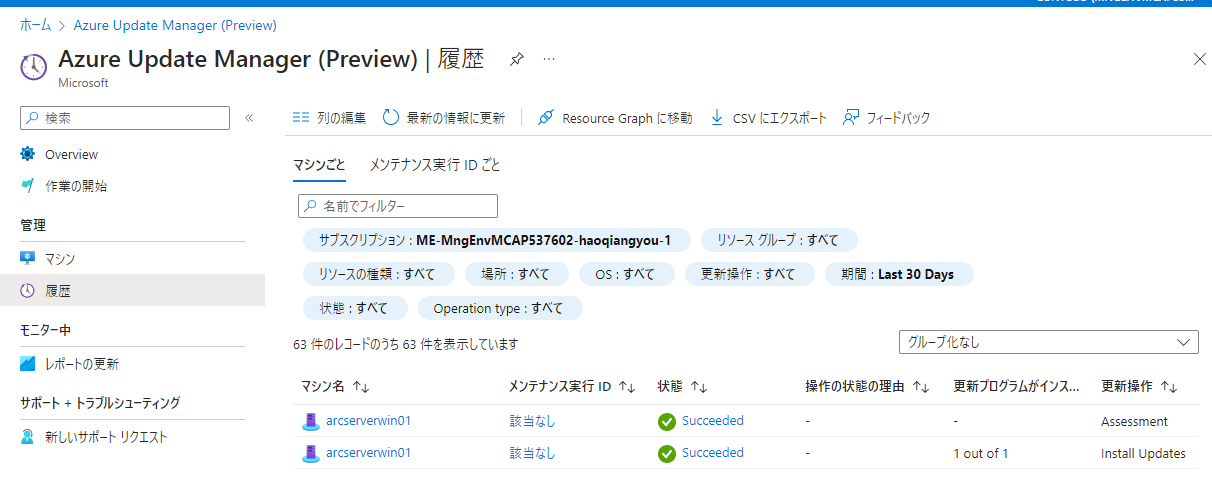 ホーム > Azure Update Manager (Preview)
Azure Update Manager (Preview) | 履歴
Microsoft
検索
Overview
作業の開始
管理
マシン
履歴
モニター中
レポートの更新
サポート + トラブルシューティング
新しいサポート リクエスト
列の編集 最新の情報に更新 Resource Graph に移動 CSV にエクスポート フィードバック
マシンごと メンテナンス実行 ID ごと
名前でフィルター
サブスクリプション : ME-MngEnvMCAP537602-haoqiangyou-1 リソース グループ : すべて
リソースの種類 : すべて 場所 : すべて OS : すべて 更新操作 : すべて 期間 : Last 30 Days
状態 : すべて Operation type : すべて
63 件のレコードのうち 63 件を表示しています グループ化なし
マシン名 ↑↓ メンテナンス実行 ID ↑↓ 状態 ↑↓ 操作の状態の理由 ↑↓ 更新プログラムがインス... 更新操作 ↑↓
arcserverwin01 該当なし Succeeded - - Assessment
arcserverwin01 該当なし Succeeded - 1 out of 1 Install Updates